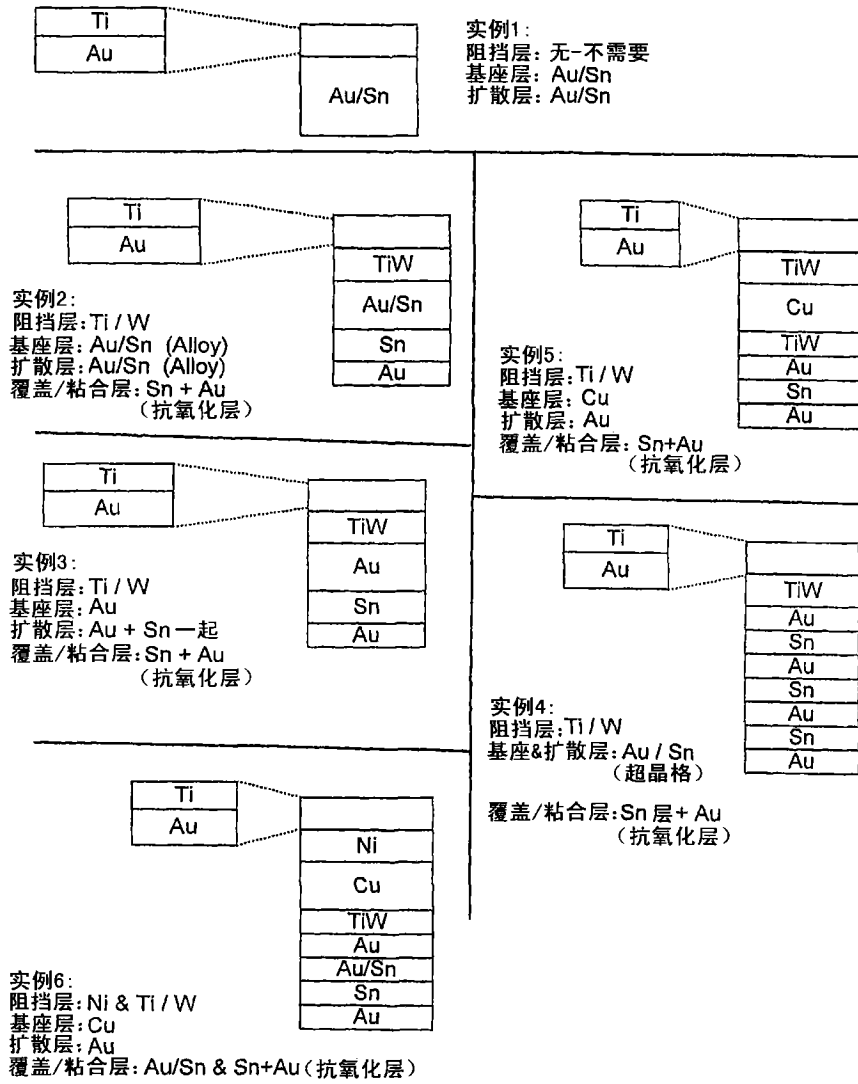 Ti
Au
Au/Sn
实例1:
阻挡层: 无-不需要
基座层: Au/Sn
扩散层: Au/Sn
Ti
Au
TiW
Au/Sn
Sn
Au
实例2:
阻挡层: Ti / W
基座层: Au/Sn (Alloy)
扩散层: Au/Sn (Alloy)
覆盖/粘合层: Sn + Au
(抗氧化层)
Ti
Au
TiW
Cu
TiW
Au
Sn
Au
实例5:
阻挡层: Ti / W
基座层: Cu
扩散层: Au
覆盖/粘合层: Sn+Au
(抗氧化层)
Ti
Au
TiW
Au
Sn
Au
实例3:
阻挡层: Ti / W
基座层: Au
扩散层: Au + Sn 一起
覆盖/粘合层: Sn + Au
(抗氧化层)
Ti
Au
TiW
Au
Sn
Au
Sn
Au
Sn
Au
实例4:
阻挡层: Ti / W
基座&扩散层: Au / Sn
(超晶格)
覆盖/粘合层: Sn 层+ Au
(抗氧化层)
Ti
Au
Ni
Cu
TiW
Au
Au/Sn
Sn
Au
实例6:
阻挡层: Ni & Ti / W
基座层: Cu
扩散层: Au
覆盖/粘合层: Au/Sn & Sn+Au (抗氧化层)